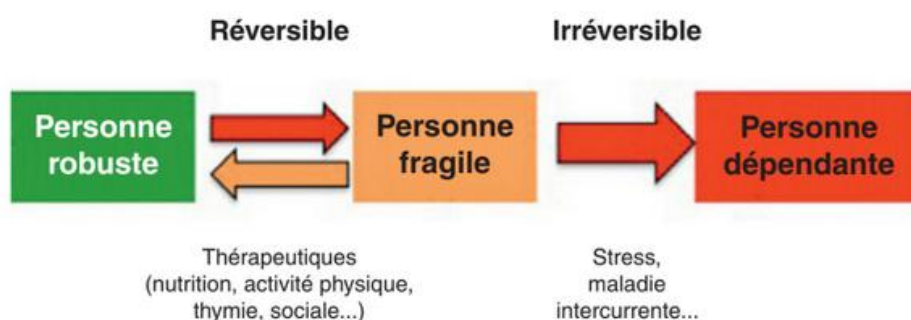 Réversible
Irréversible
Personne
robuste
Personne
fragile
Personne
dépendante
Thérapeutiques
(nutrition, activité physique,
thymie, sociale...)
Stress,
maladie
intercurrente...